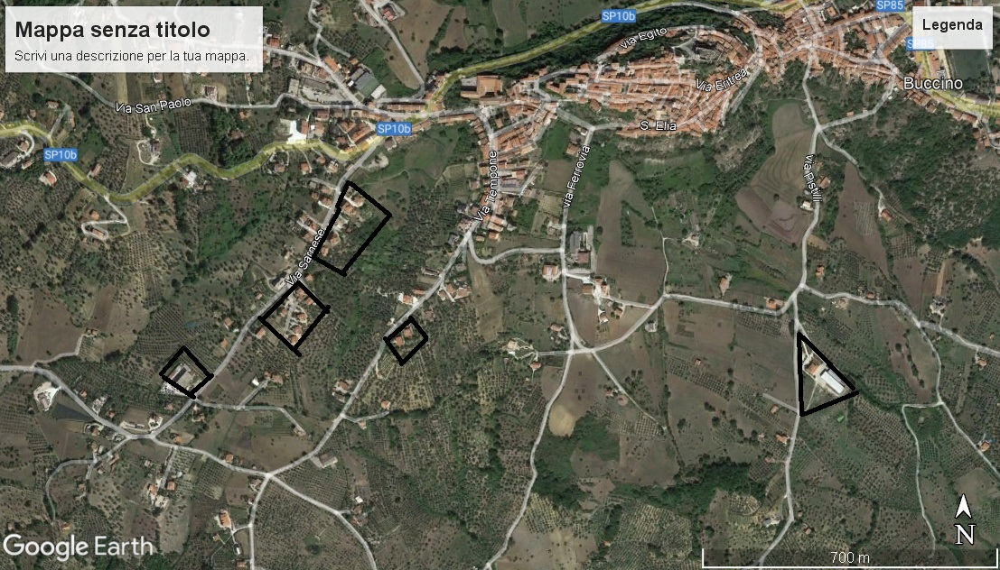 Mappa senza titolo
Scrivi una descrizione per la tua mappa.
SP10b
SP85
Legenda
SP85
via Egito
Via Eritrea
Buccino
Via San Paolo
SP10b
S. Elia
SP10b
Via Tempone
via Ferrovia
via Pistilli
Via Sarnese
Google Earth
N
700 m